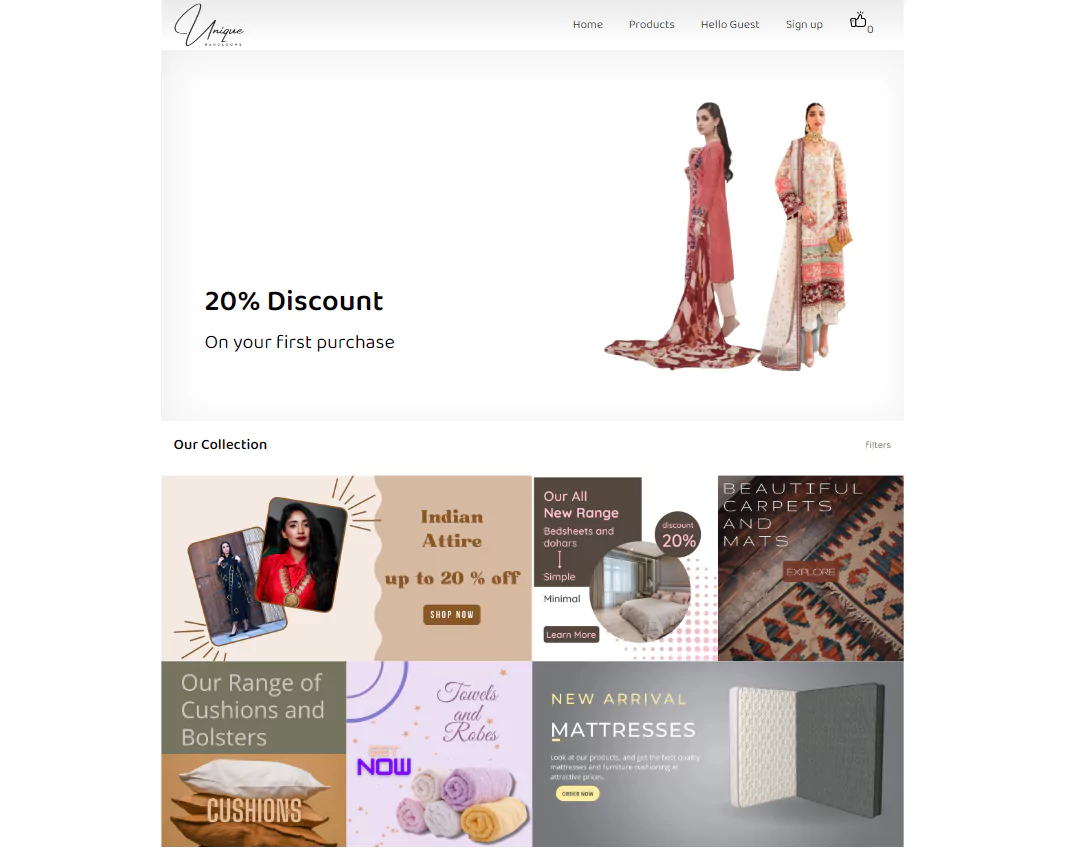 Unique
HANDLOOMS
Home Products Hello Guest Sign up 0
20% Discount
On your first purchase
Our Collection
filters
Indian
Attire
up to 20 % off
SHOP NOW
Our All
New Range
Bedsheets and
dohars
Simple
Minimal
Learn More
discount
20%
BEAUTIFUL
CARPETS
AND
MATS
EXPLORE
Our Range of
Cushions and
Bolsters
CUSHIONS
Towels
and
Robes
GET
NOW
NEW ARRIVAL
MATTRESSES
Look at our products, and get the best quality
mattresses and furniture cushioning at
attractive prices.
ORDER NOW